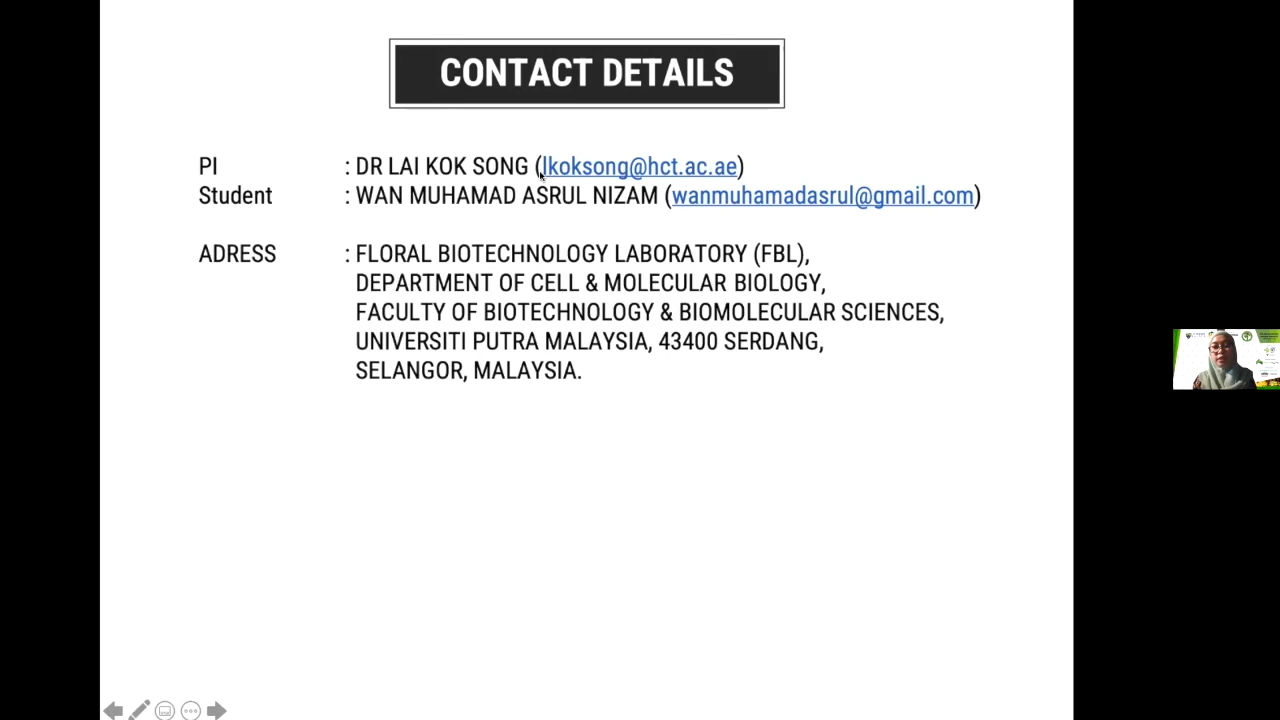 CONTACT DETAILS
PI : DR LAI KOK SONG (lkoksong@hct.ac.ae)
Student : WAN MUHAMAD ASRUL NIZAM (wanmuhamadasrul@gmail.com)
ADRESS : FLORAL BIOTECHNOLOGY LABORATORY (FBL),
DEPARTMENT OF CELL & MOLECULAR BIOLOGY,
FACULTY OF BIOTECHNOLOGY & BIOMOLECULAR SCIENCES,
UNIVERSITI PUTRA MALAYSIA, 43400 SERDANG,
SELANGOR, MALAYSIA.